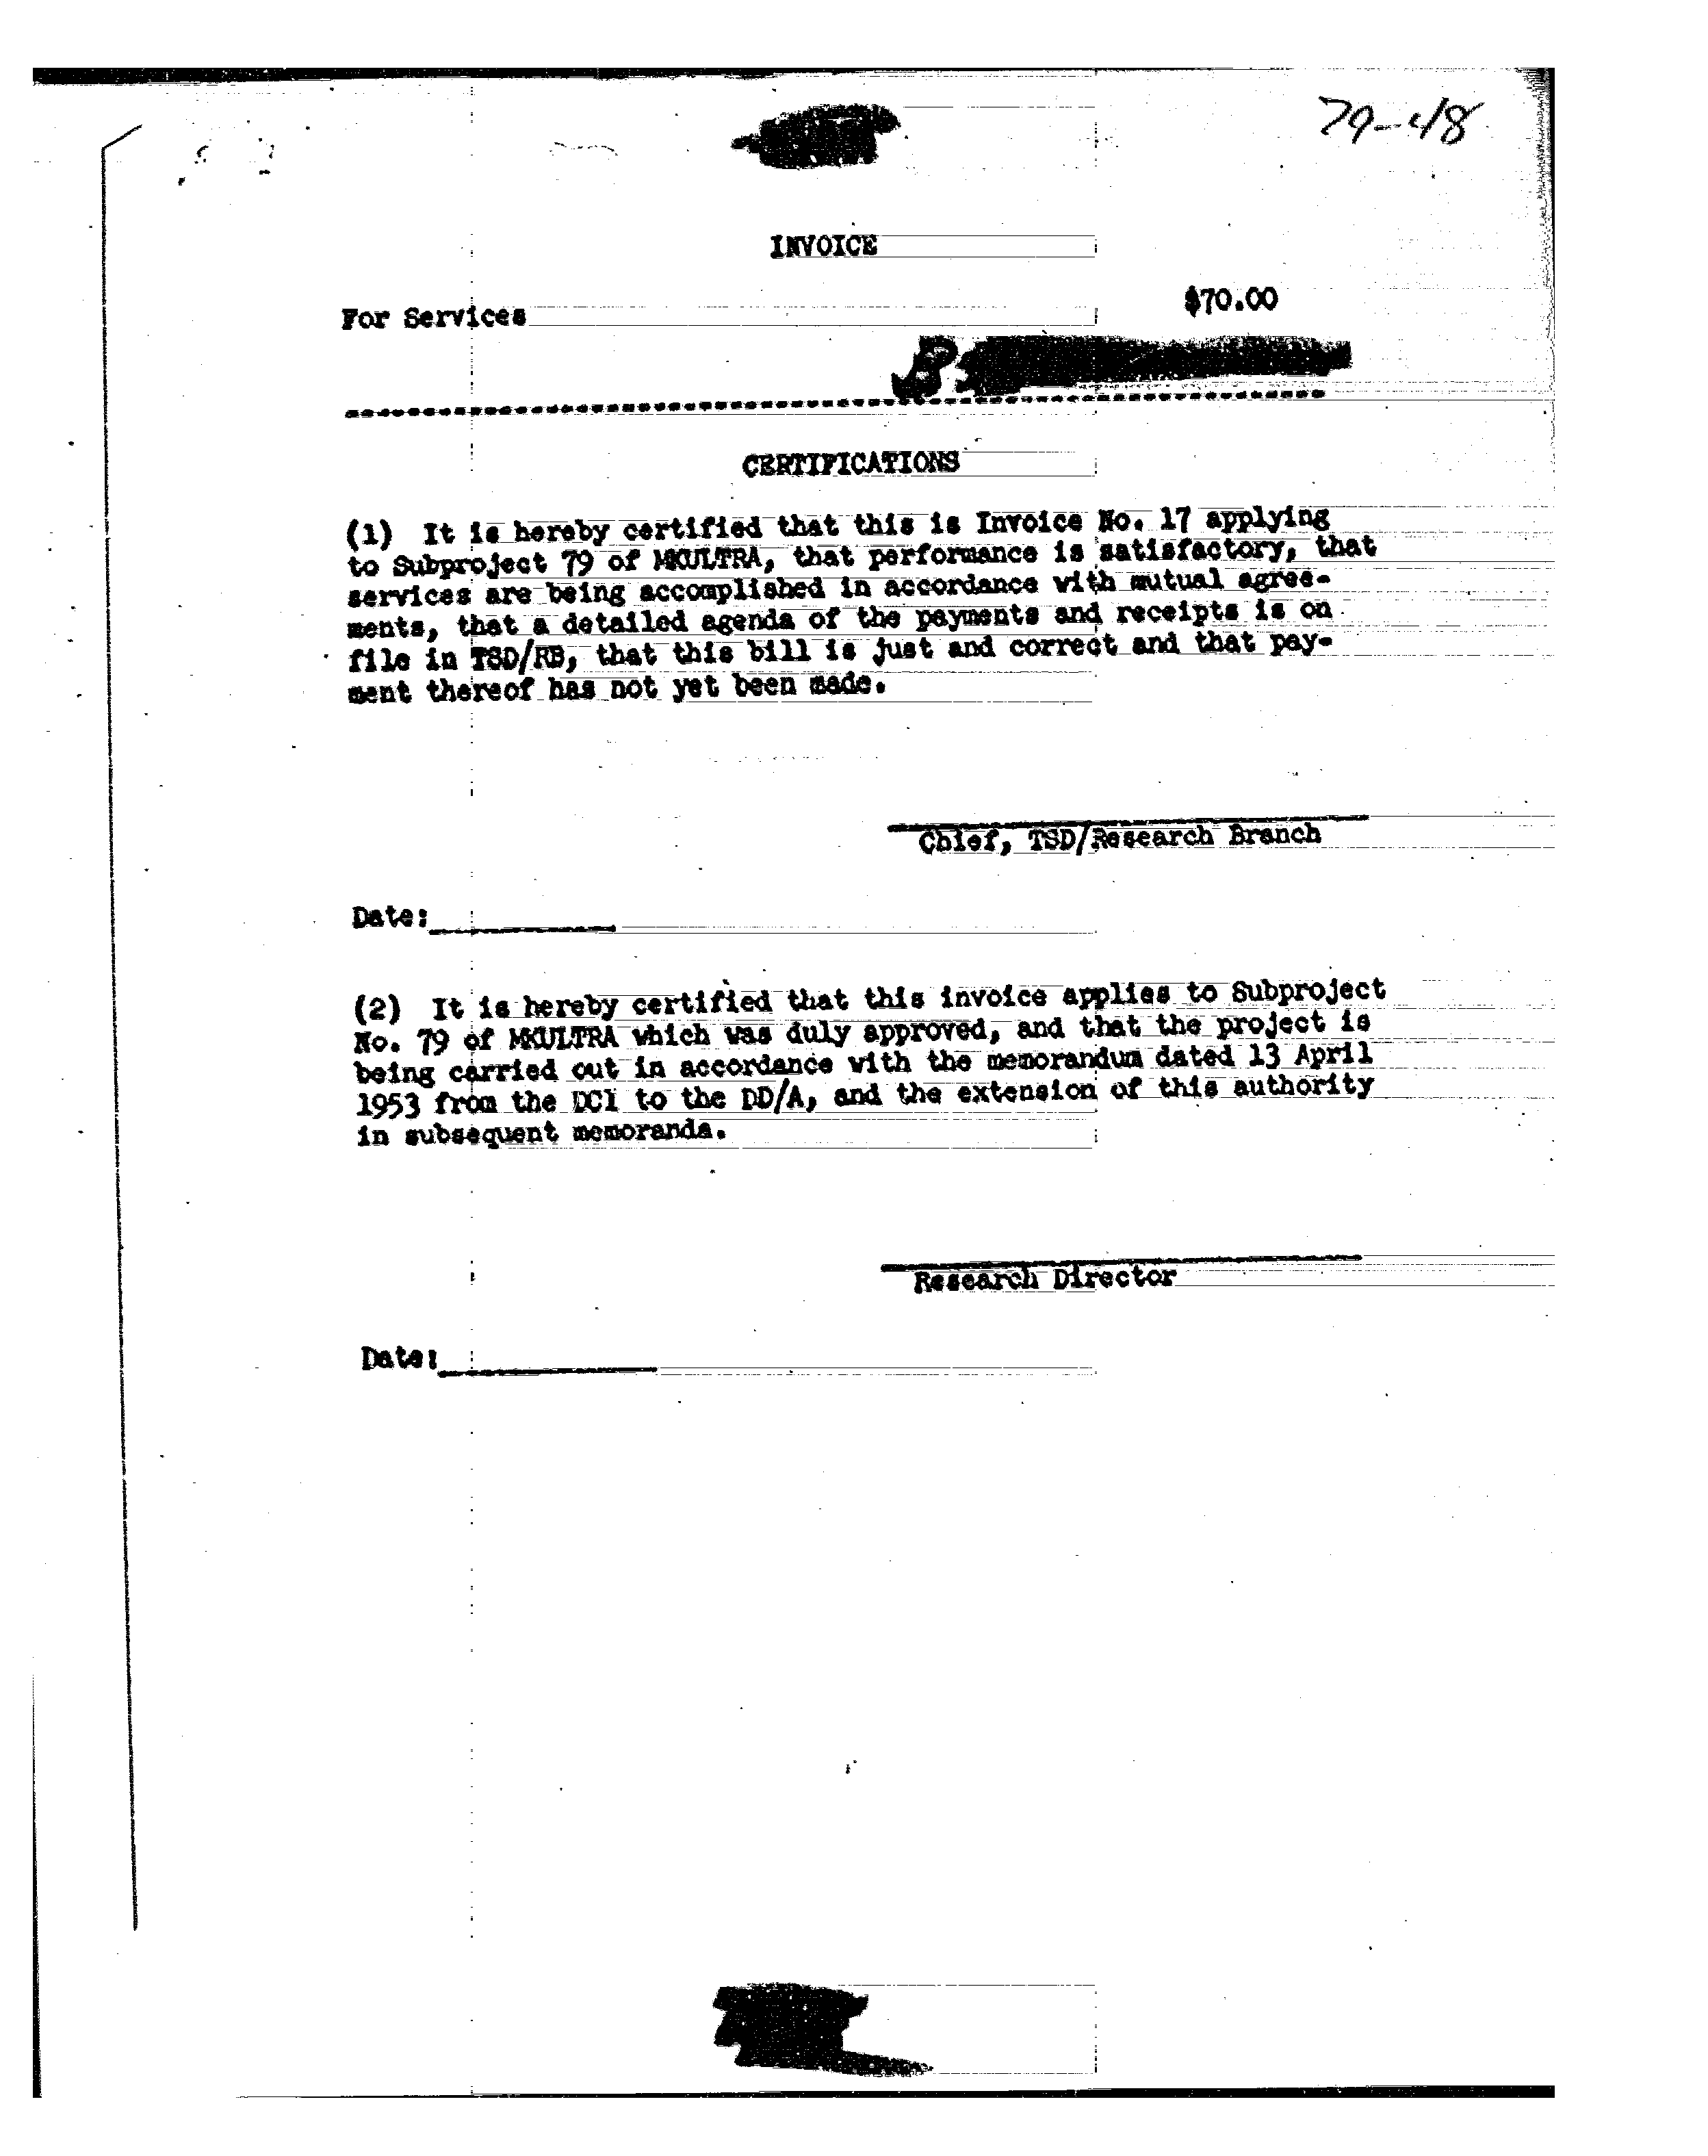 79-48
INVOICE
For Services
$70.00
B
CERTIFICATIONS
(1) It is hereby certified that this is Invoice No. 17 applying
to Subproject 79 of MKULTRA, that performance is satisfactory, that
services are being accomplished in accordance with mutual agree-
ments, that a detailed agenda of the payments and receipts is on
file in TSD/RB, that this bill is just and correct and that pay-
ment thereof has not yet been made.
Chief, TSD/Research Branch
Date:
(2) It is hereby certified that this invoice applies to Subproject
No. 79 of MKULTRA which was duly approved, and that the project is
being carried out in accordance with the memorandum dated 13 April
1953 from the DCI to the DD/A, and the extension of this authority
in subsequent memoranda.
Research Director
Date: